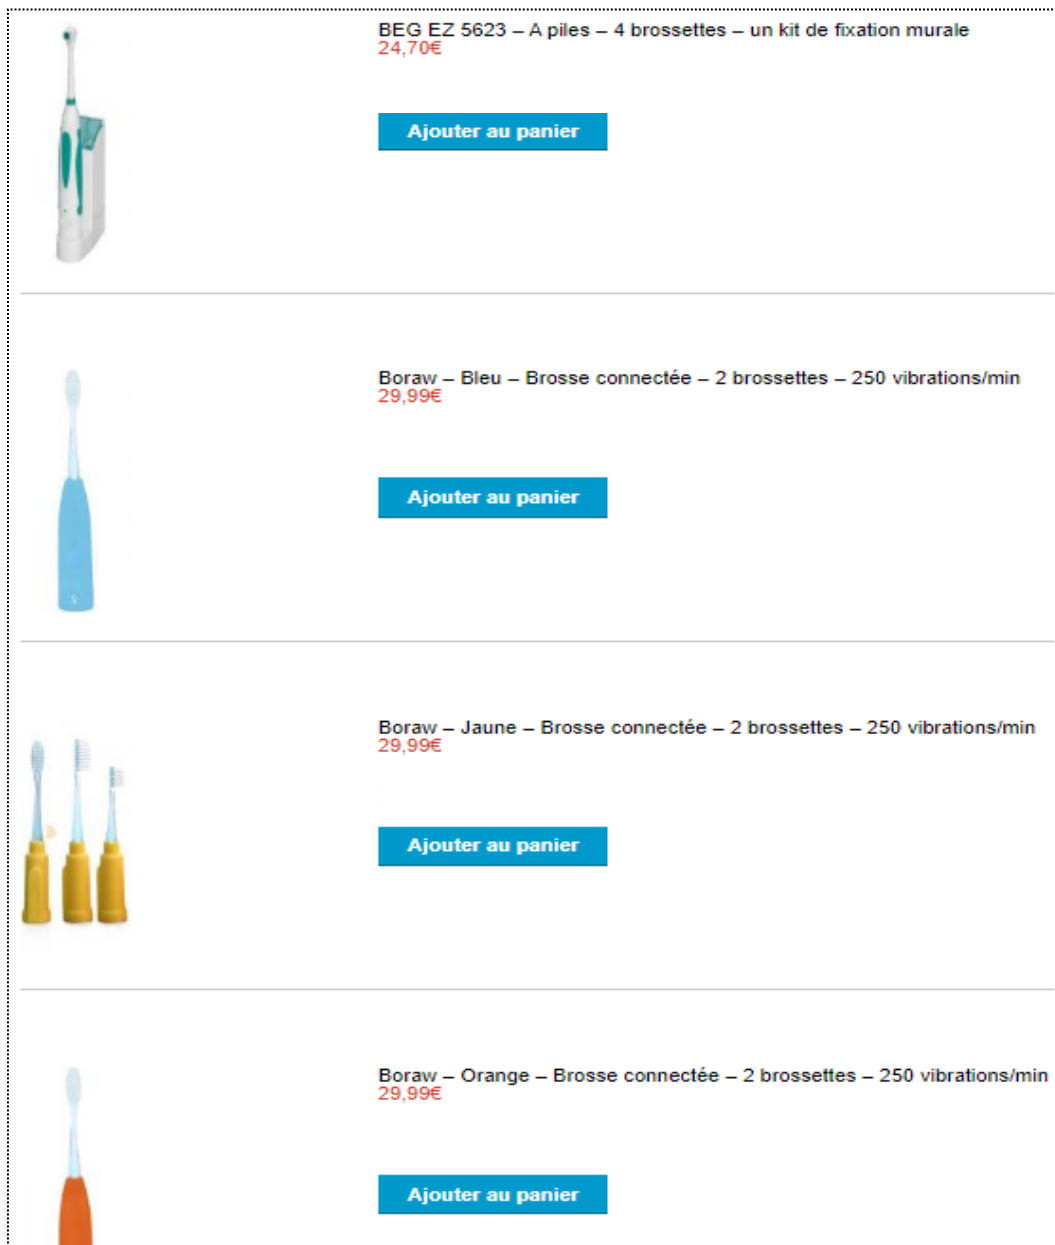 BEG EZ 5623 – A piles – 4 brossettes – un kit de fixation murale
24,70€
Ajouter au panier
Boraw – Bleu – Brosse connectée – 2 brossettes – 250 vibrations/min
29,99€
Ajouter au panier
Boraw – Jaune – Brosse connectée – 2 brossettes – 250 vibrations/min
29,99€
Ajouter au panier
Boraw – Orange – Brosse connectée – 2 brossettes – 250 vibrations/min
29,99€
Ajouter au panier